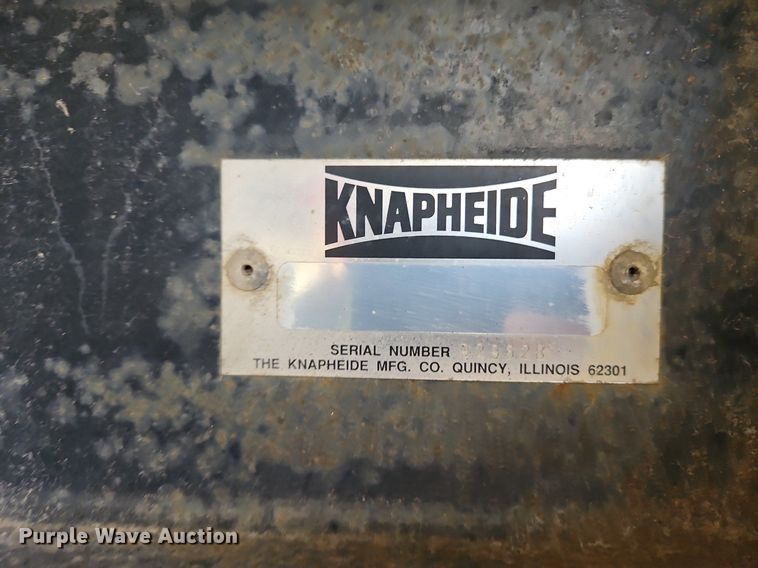 KNAPHEIDE
SERIAL NUMBER
THE KNAPHEIDE MFG. CO. QUINCY, ILLINOIS 62301
Purple Wave Auction